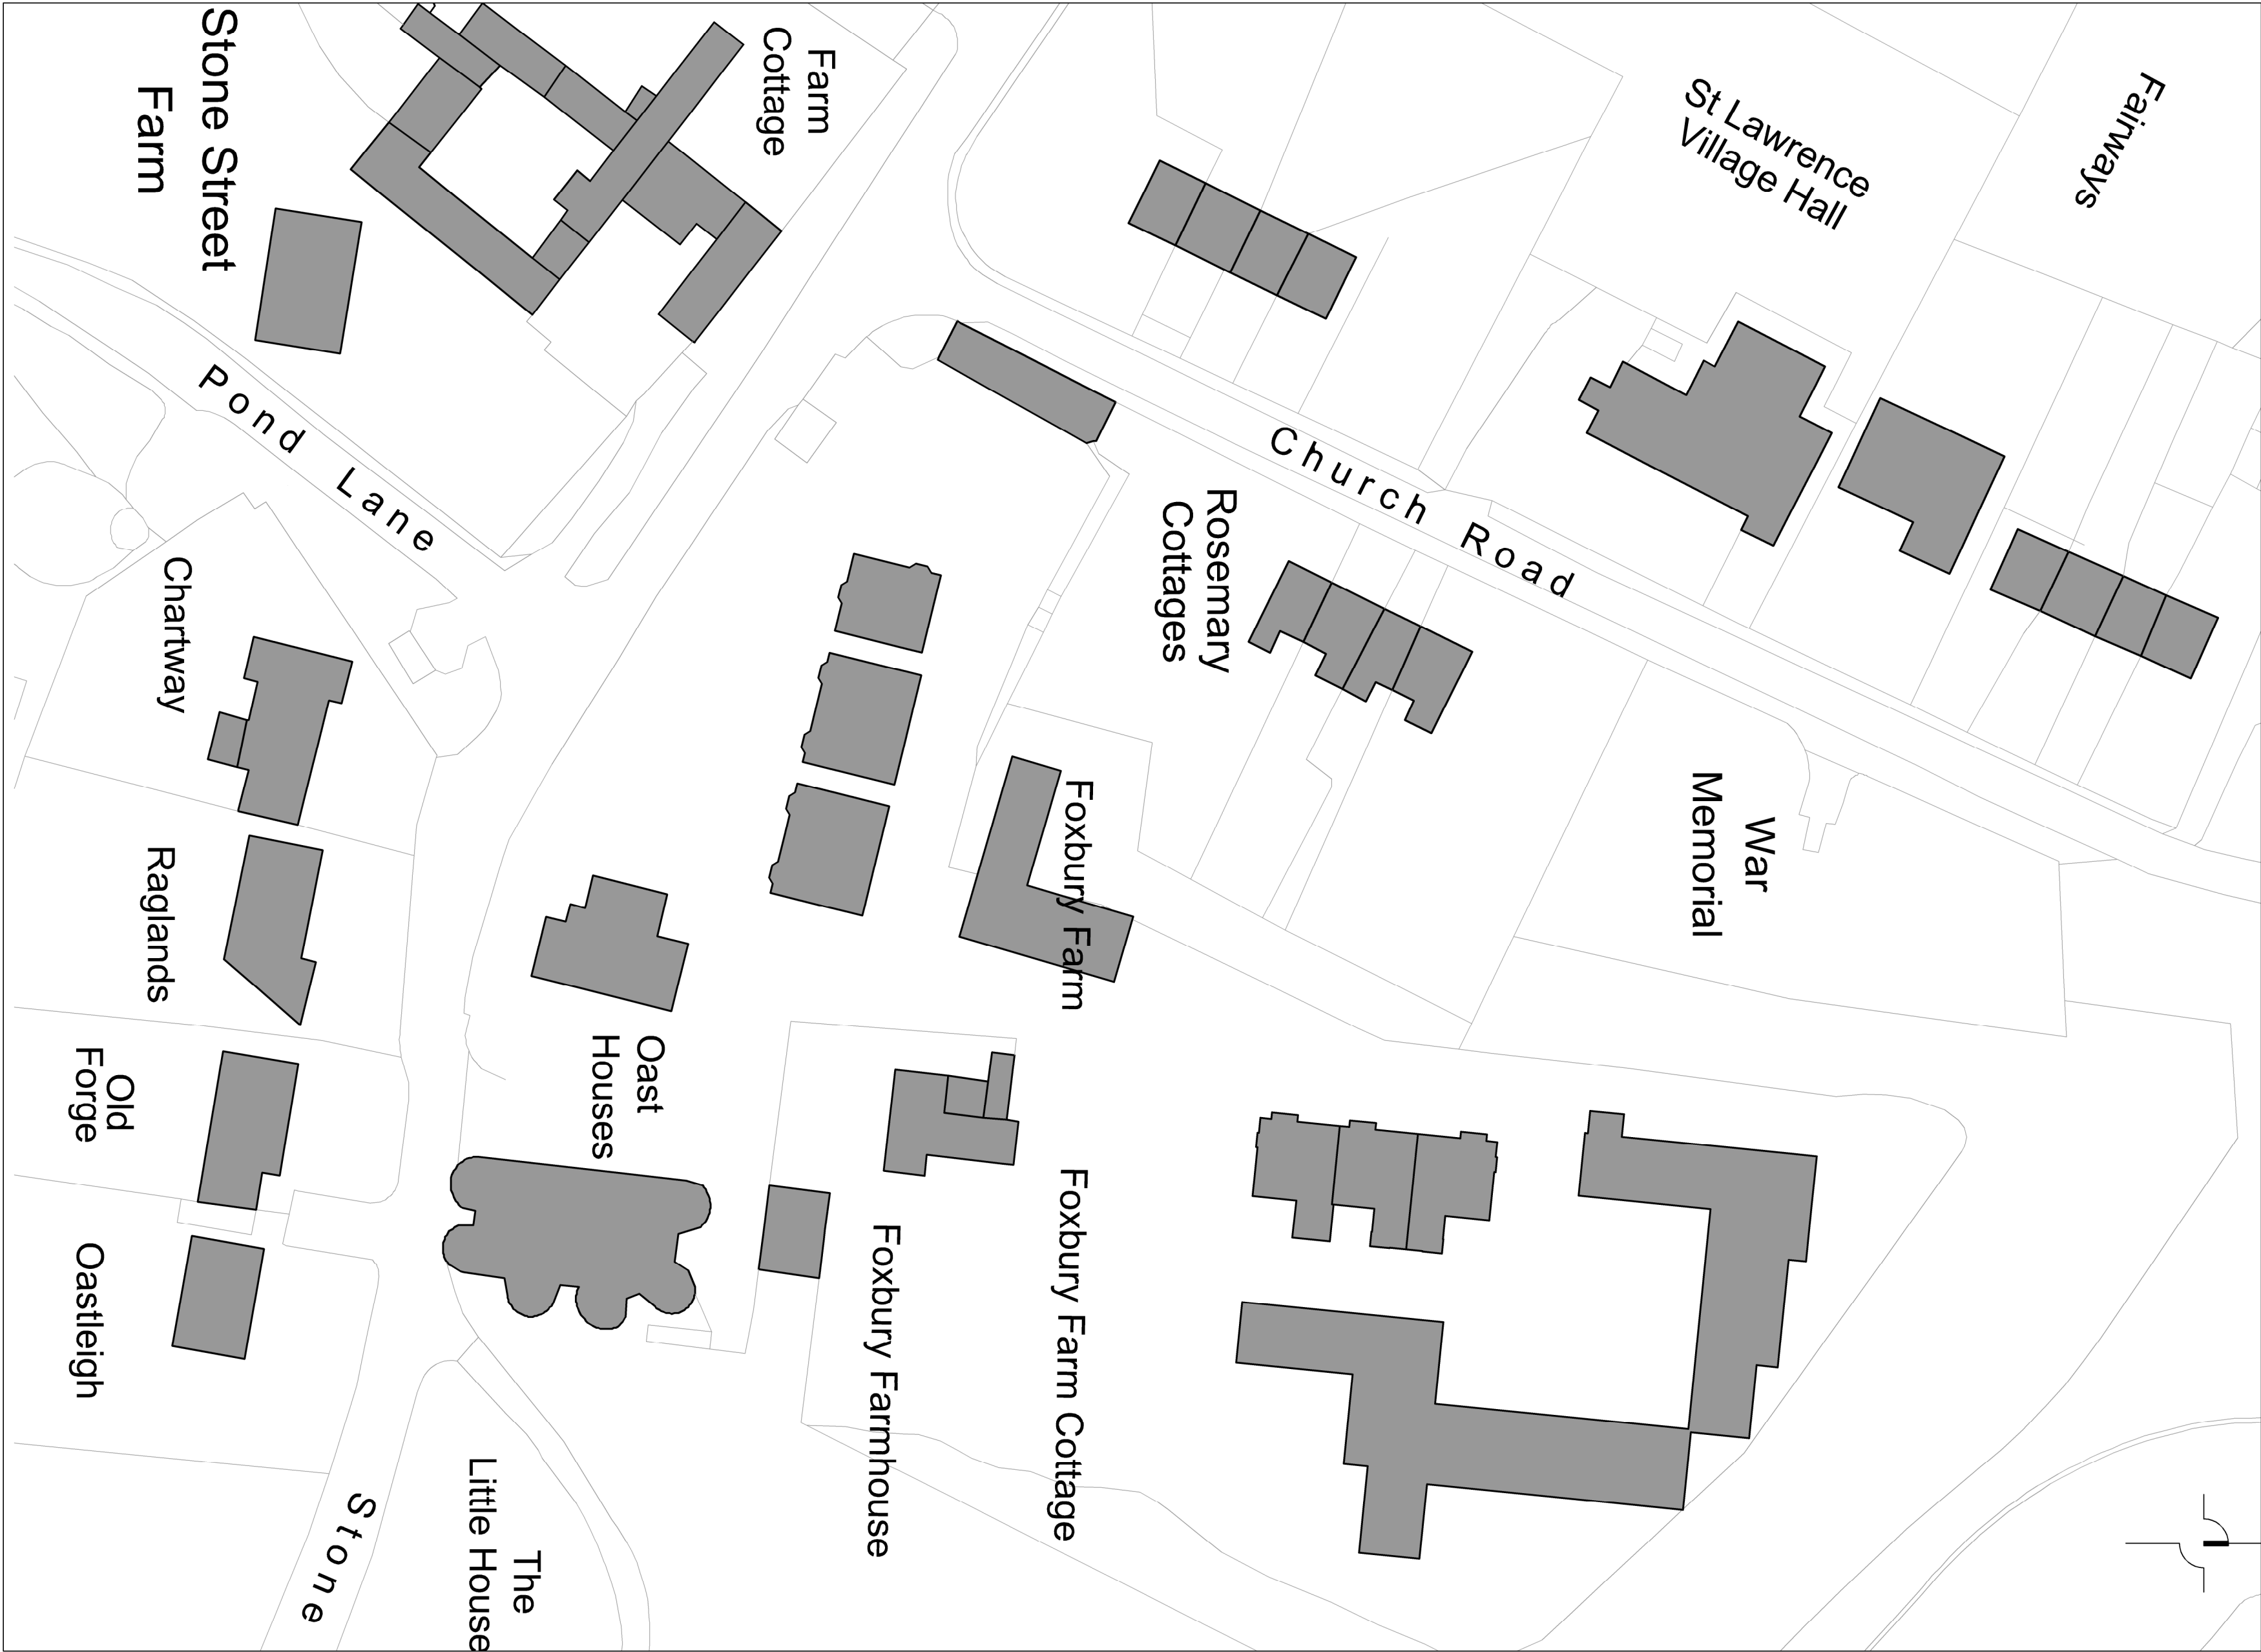 Stone Street
Farm
Farm
Cottage
St Lawrence
Village Hall
Fairways
Pond Lane
Church Road
Rosemary
Cottages
Chartway
War
Memorial
Foxbury Farm
Raglands
Oast
Houses
Old
Forge
Foxbury Farm Cottage
Foxbury Farmhouse
Oastleigh
The
Little House
Stone